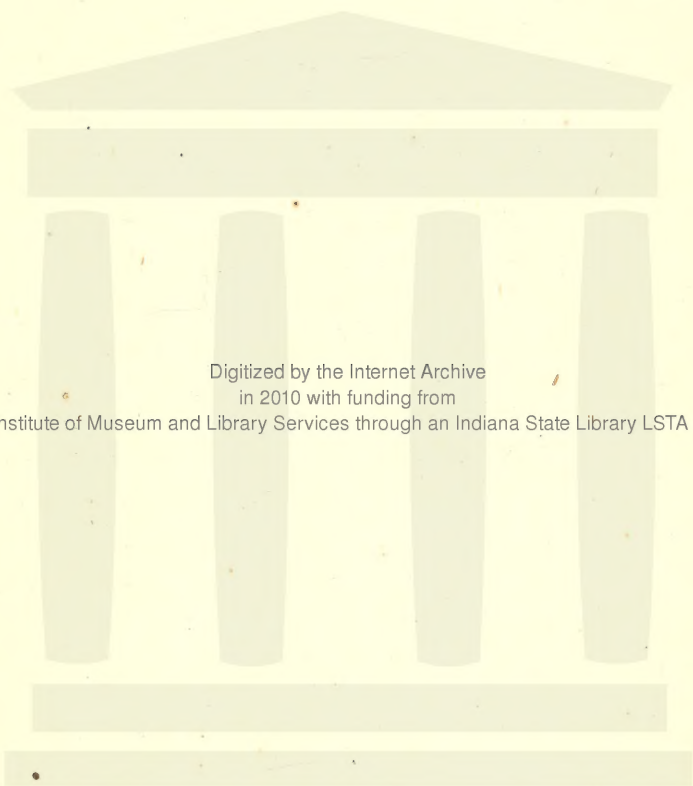 Digitized by the Internet Archive
in 2010 with funding from
nstitute of Museum and Library Services through an Indiana State Library LSTA